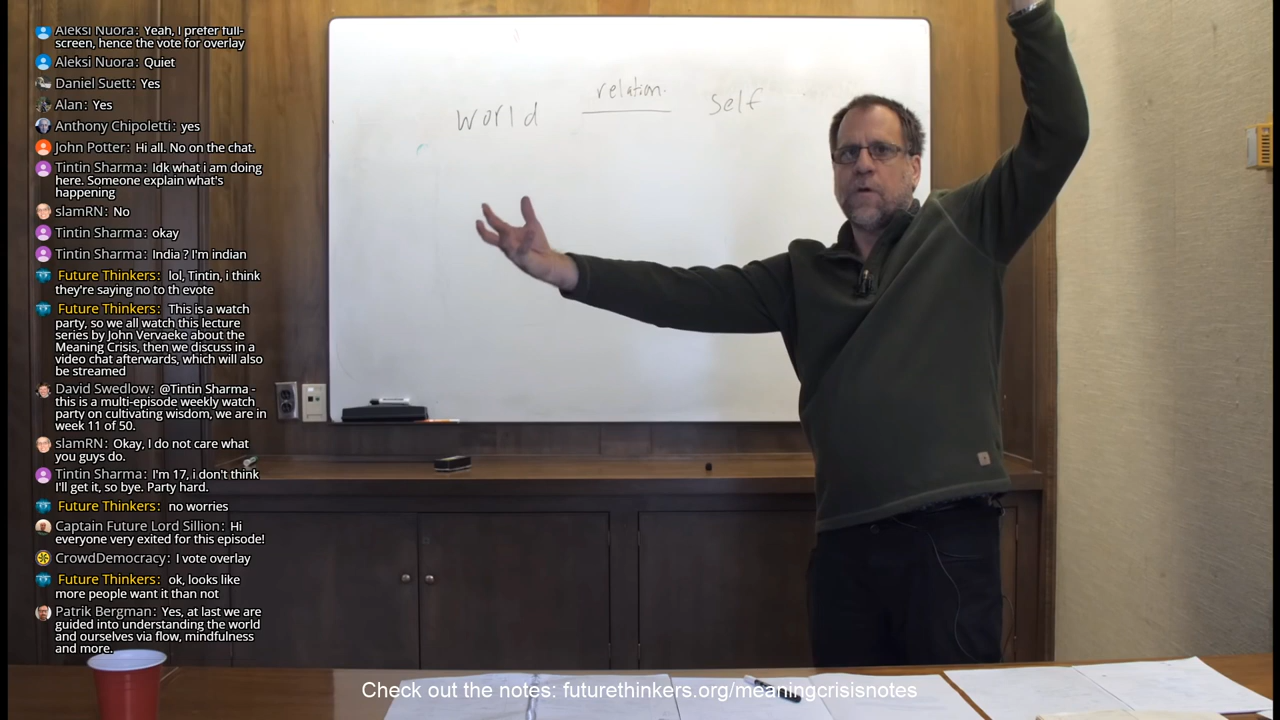 Aleksi Nuora: Yeah, I prefer full-
screen, hence the vote for overlay
Aleksi Nuora: Quiet
Daniel Suett: Yes
Alan: Yes
Anthony Chipoletti: yes
John Potter: Hi all. No on the chat.
Tintin Sharma: Idk what i am doing
here. Someone explain what's
happening
slamRN: No
Tintin Sharma: okay
Tintin Sharma: India ? I'm indian
Future Thinkers: lol, Tintin, i think
they're saying no to th evote
Future Thinkers: This is a watch
party, so we all watch this lecture
series by John Vervaeke about the
Meaning Crisis, then we discuss in a
video chat afterwards, which will also
be streamed
David Swedlow: @Tintin Sharma -
this is a multi-episode weekly watch
party on cultivating wisdom, we are in
week 11 of 50.
slamRN: Okay, I do not care what
you guys do.
Tintin Sharma: I'm 17, i don't think
I'll get it, so bye. Party hard.
Future Thinkers: no worries
Captain Future Lord Sillion: Hi
everyone very exited for this episode!
CrowdDemocracy: I vote overlay
Future Thinkers: ok, looks like
more people want it than not
Patrik Bergman: Yes, at last we are
guided into understanding the world
and ourselves via flow, mindfulness
and more.
world relation. self
Check out the notes: futurethinkers.org/meaningcrisisnotes